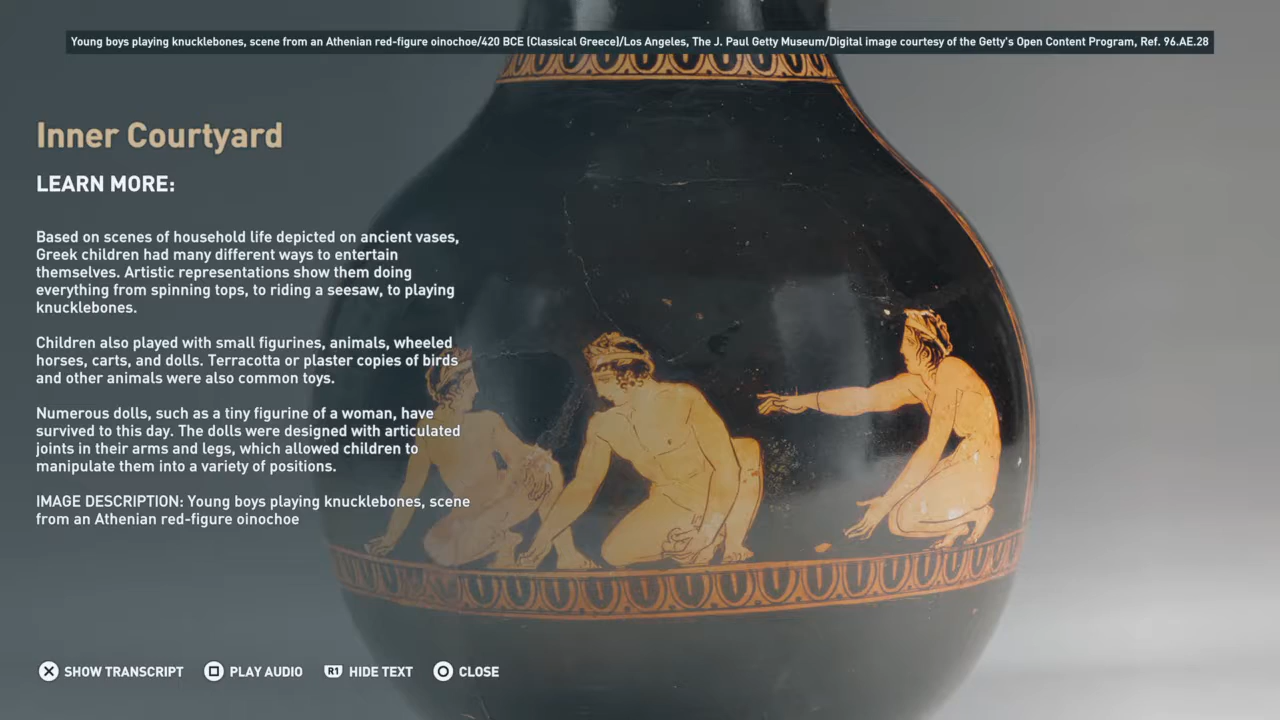 Young boys playing knucklebones, scene from an Athenian red-figure oinochoe/420 BCE (Classical Greece)/Los Angeles, The J. Paul Getty Museum/Digital image courtesy of the Getty's Open Content Program, Ref. 96.AE.28
Inner Courtyard
LEARN MORE:
Based on scenes of household life depicted on ancient vases,
Greek children had many different ways to entertain
themselves. Artistic representations show them doing
everything from spinning tops, to riding a seesaw, to playing
knucklebones.
Children also played with small figurines, animals, wheeled
horses, carts, and dolls. Terracotta or plaster copies of birds
and other animals were also common toys.
Numerous dolls, such as a tiny figurine of a woman, have
survived to this day. The dolls were designed with articulated
joints in their arms and legs, which allowed children to
manipulate them into a variety of positions.
IMAGE DESCRIPTION: Young boys playing knucklebones, scene
from an Athenian red-figure oinochoe
SHOW TRANSCRIPT PLAY AUDIO R1 HIDE TEXT CLOSE